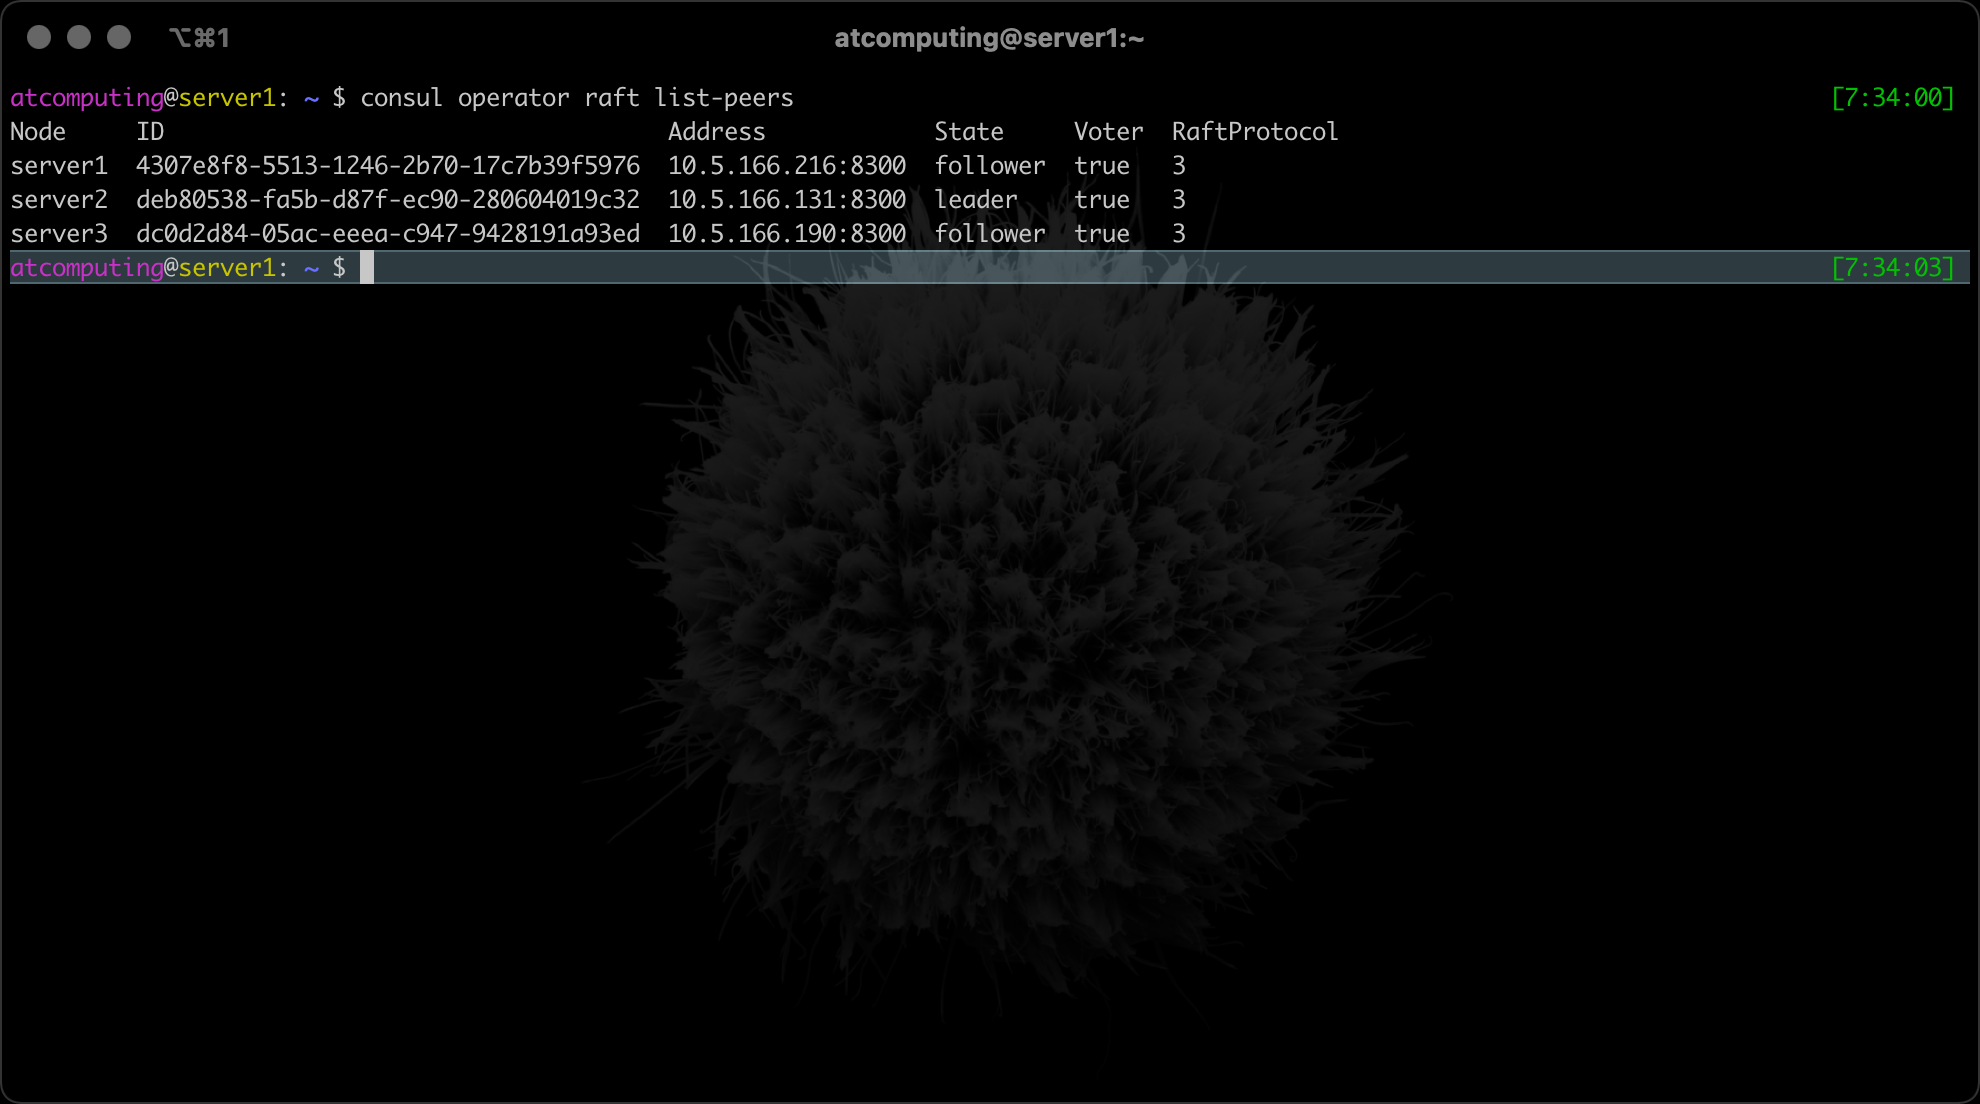 ⌥⌘1 atcomputing@server1:~
atcomputing@server1: ~ $ consul operator raft list-peers [7:34:00]
Node ID Address State Voter RaftProtocol
server1 4307e8f8-5513-1246-2b70-17c7b39f5976 10.5.166.216:8300 follower true 3
server2 deb80538-fa5b-d87f-ec90-280604019c32 10.5.166.131:8300 leader true 3
server3 dc0d2d84-05ac-eeea-c947-9428191a93ed 10.5.166.190:8300 follower true 3
atcomputing@server1: ~ $ [7:34:03]